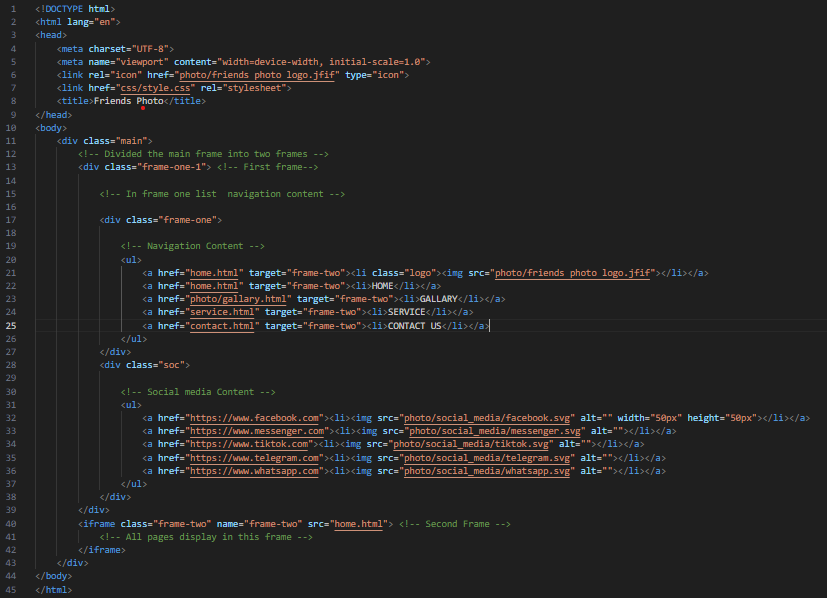 1 <!DOCTYPE html>
2 <html lang="en">
3 <head>
4     <meta charset="UTF-8">
5     <meta name="viewport" content="width=device-width, initial-scale=1.0">
6     <link rel="icon" href="photo/friends photo logo.jfif" type="icon">
7     <link href="css/style.css" rel="stylesheet">
8     <title>Friends Photo</title>
9 </head>
10 <body>
11     <div class="main">
12         <!-- Divided the main frame into two frames -->
13         <div class="frame-one-1"> <!-- First frame-->
14
15             <!-- In frame one list  navigation content -->
16
17             <div class="frame-one">
18
19                 <!-- Navigation Content -->
20                 <ul>
21                     <a href="home.html" target="frame-two"><li class="logo"><img src="photo/friends photo logo.jfif"></li></a>
22                     <a href="home.html" target="frame-two"><li>HOME</li></a>
23                     <a href="photo/gallary.html" target="frame-two"><li>GALLARY</li></a>
24                     <a href="service.html" target="frame-two"><li>SERVICE</li></a>
25                     <a href="contact.html" target="frame-two"><li>CONTACT US</li></a>
26                 </ul>
27             </div>
28             <div class="soc">
29
30                 <!-- Social media Content -->
31                 <ul>
32                     <a href="https://www.facebook.com"><li><img src="photo/social_media/facebook.svg" alt="" width="50px" height="50px"></li></a>
33                     <a href="https://www.messenger.com"><li><img src="photo/social_media/messenger.svg" alt=""></li></a>
34                     <a href="https://www.tiktok.com"><li><img src="photo/social_media/tiktok.svg" alt=""></li></a>
35                     <a href="https://www.telegram.com"><li><img src="photo/social_media/telegram.svg" alt=""></li></a>
36                     <a href="https://www.whatsapp.com"><li><img src="photo/social_media/whatsapp.svg" alt=""></li></a>
37                 </ul>
38             </div>
39         </div>
40         <iframe class="frame-two" name="frame-two" src="home.html"> <!-- Second Frame -->
41             <!-- All pages display in this frame -->
42         </iframe>
43     </div>
44 </body>
45 </html>